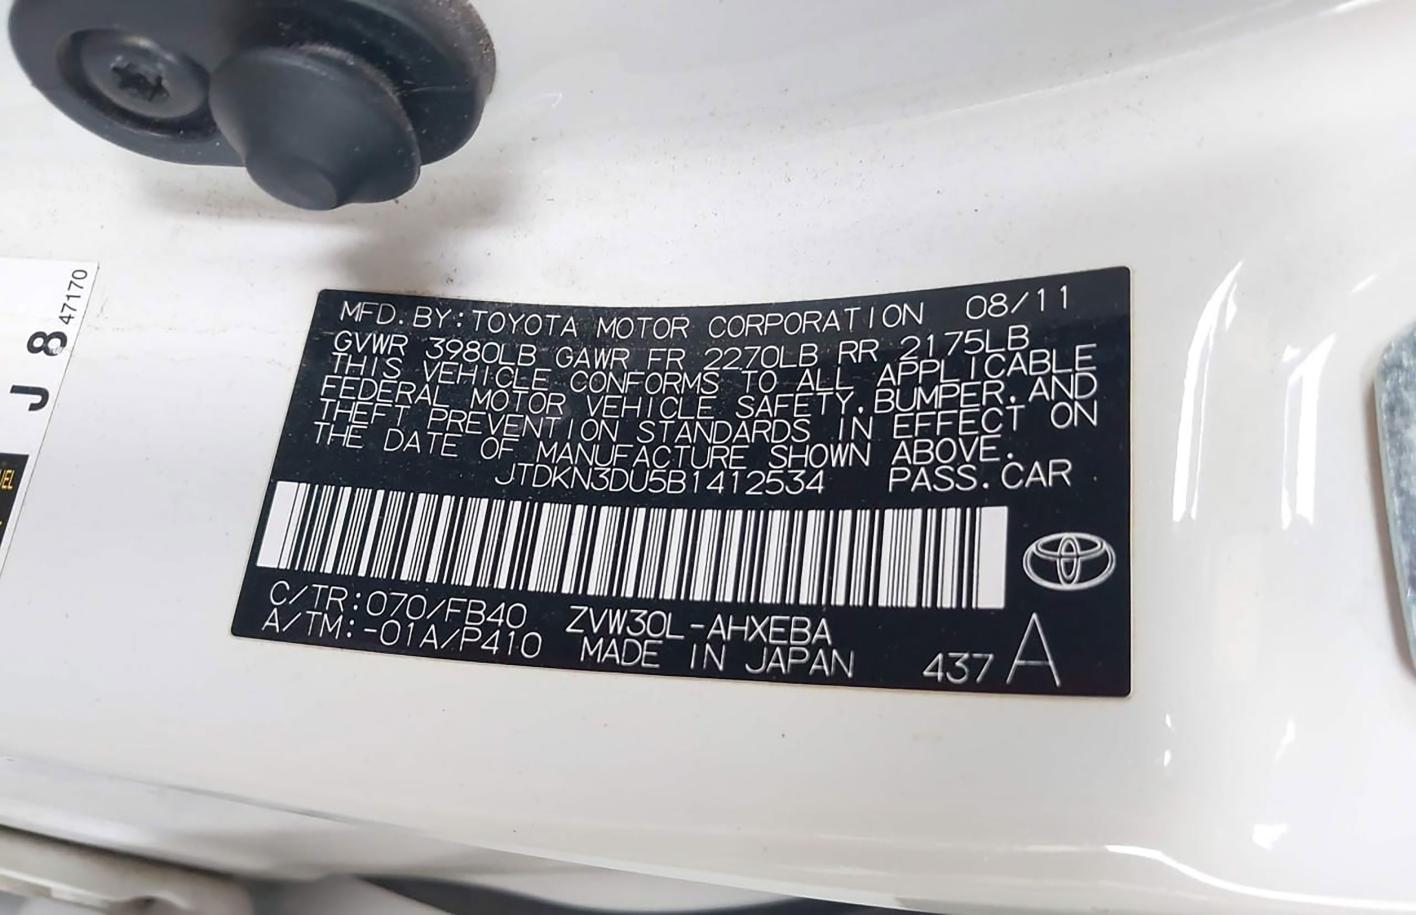 J 8
47170
UEL
MFD. BY: TOYOTA MOTOR CORPORATION 08/11
GVWR 3980LB GAWR FR 2270LB RR 2175LB
THIS VEHICLE CONFORMS TO ALL APPLICABLE
FEDERAL MOTOR VEHICLE SAFETY, BUMPER, AND
THEFT PREVENTION STANDARDS IN EFFECT ON
THE DATE OF MANUFACTURE SHOWN ABOVE.
JTDKN3DU5B1412534 PASS. CAR
C/TR:070/FB40 ZVW30L-AHXEBA
A/TM:-01A/P410 MADE IN JAPAN 437 A